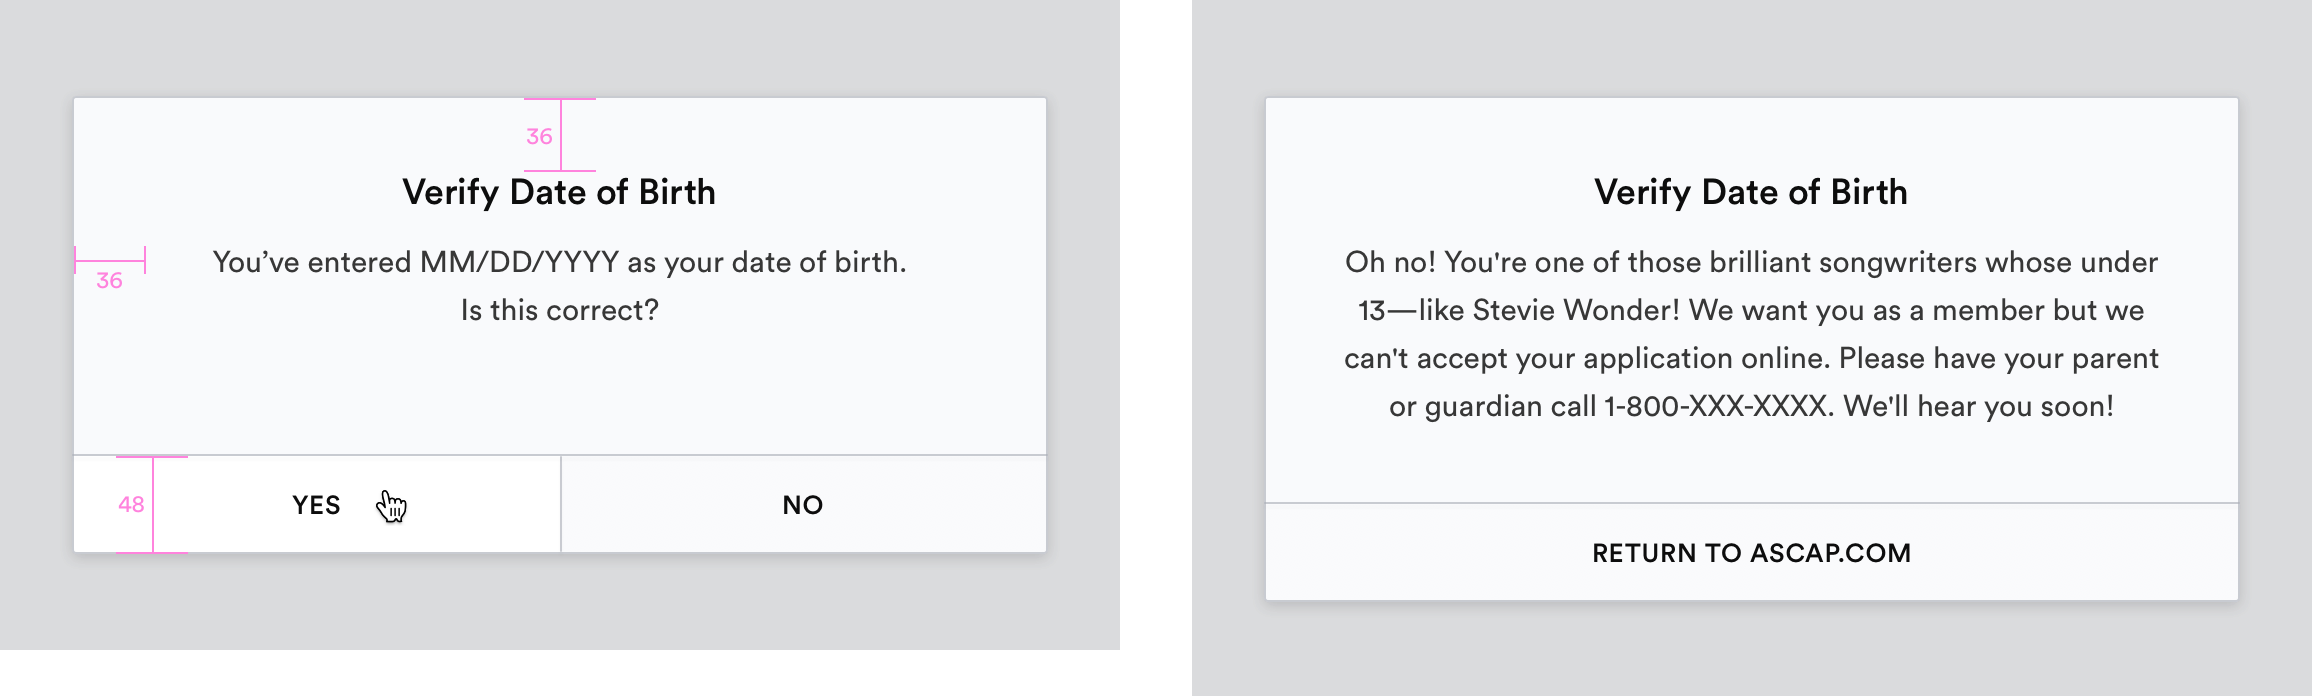 36
Verify Date of Birth
36
You’ve entered MM/DD/YYYY as your date of birth.
Is this correct?
48
YES
NO
Verify Date of Birth
Oh no! You're one of those brilliant songwriters whose under
13—like Stevie Wonder! We want you as a member but we
can't accept your application online. Please have your parent
or guardian call 1-800-XXX-XXXX. We'll hear you soon!
RETURN TO ASCAP.COM